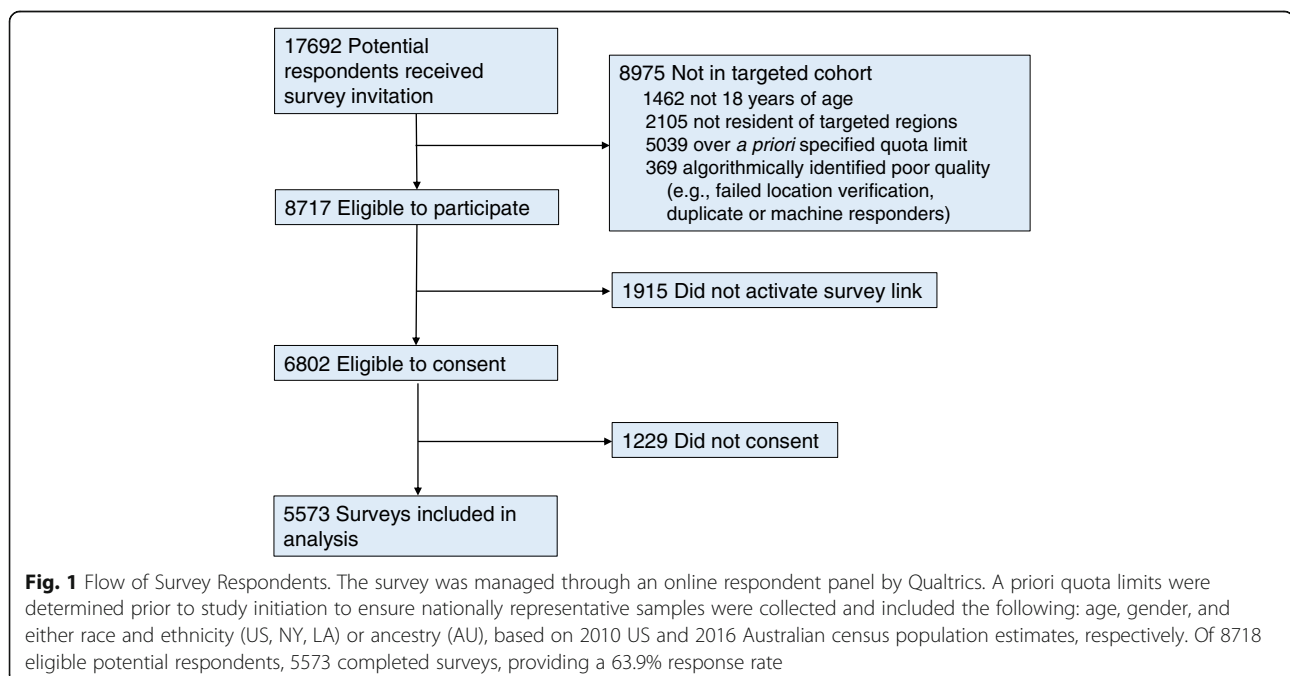 17692 Potential
respondents received
survey invitation
8975 Not in targeted cohort
1462 not 18 years of age
2105 not resident of targeted regions
5039 over a priori specified quota limit
369 algorithmically identified poor quality
(e.g., failed location verification,
duplicate or machine responders)
8717 Eligible to participate
1915 Did not activate survey link
6802 Eligible to consent
1229 Did not consent
5573 Surveys included in
analysis
Fig. 1 Flow of Survey Respondents. The survey was managed through an online respondent panel by Qualtrics. A priori quota limits were
determined prior to study initiation to ensure nationally representative samples were collected and included the following: age, gender, and
either race and ethnicity (US, NY, LA) or ancestry (AU), based on 2010 US and 2016 Australian census population estimates, respectively. Of 8718
eligible potential respondents, 5573 completed surveys, providing a 63.9% response rate